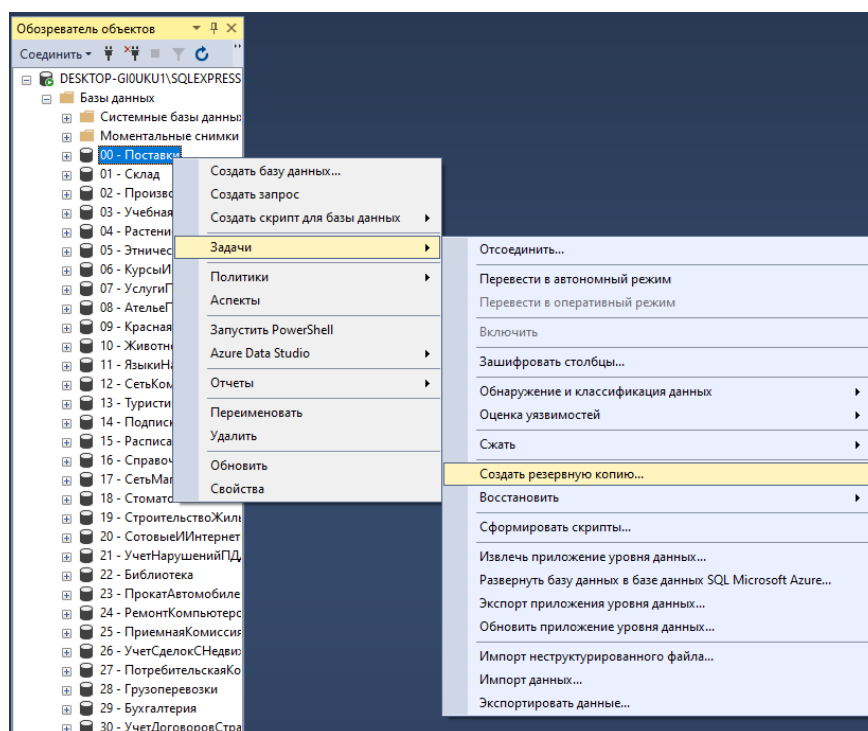 Обозреватель объектов
Соединить
DESKTOP-GI0UKU1\SQLEXPRESS
Базы данных
Системные базы данны
Моментальные снимки
00 - Поставки
01 - Склад
02 - Произво
03 - Учебная
04 - Растени
05 - Этничес
06 - КурсыИ
07 - УслугиП
08 - АтельеП
09 - Красная
10 - Животн
11 - ЯзыкиНа
12 - СетьКом
13 - Туристи
14 - Подписк
15 - Расписа
16 - Справоч
17 - СетьМаг
18 - Стомато
19 - СтроительствоЖиль
20 - СотовыеИИнтернет
21 - УчетНарушенийПД
22 - Библиотека
23 - ПрокатАвтомобиле
24 - РемонтКомпьютерс
25 - ПриемнаяКомиссия
26 - УчетСделокСНедви
27 - ПотребительскаяКо
28 - Грузоперевозки
29 - Бухгалтерия
30 - УчетДоговоровСтра
Создать базу данных...
Создать запрос
Создать скрипт для базы данных
Задачи
Политики
Аспекты
Запустить PowerShell
Azure Data Studio
Отчеты
Переименовать
Удалить
Обновить
Свойства
Отсоединить...
Перевести в автономный режим
Перевести в оперативный режим
Включить
Зашифровать столбцы...
Обнаружение и классификация данных
Оценка уязвимостей
Сжать
Создать резервную копию...
Восстановить
Сформировать скрипты...
Извлечь приложение уровня данных...
Развернуть базу данных в базе данных SQL Microsoft Azure...
Экспорт приложения уровня данных...
Обновить приложение уровня данных...
Импорт неструктурированного файла...
Импорт данных...
Экспортировать данные...